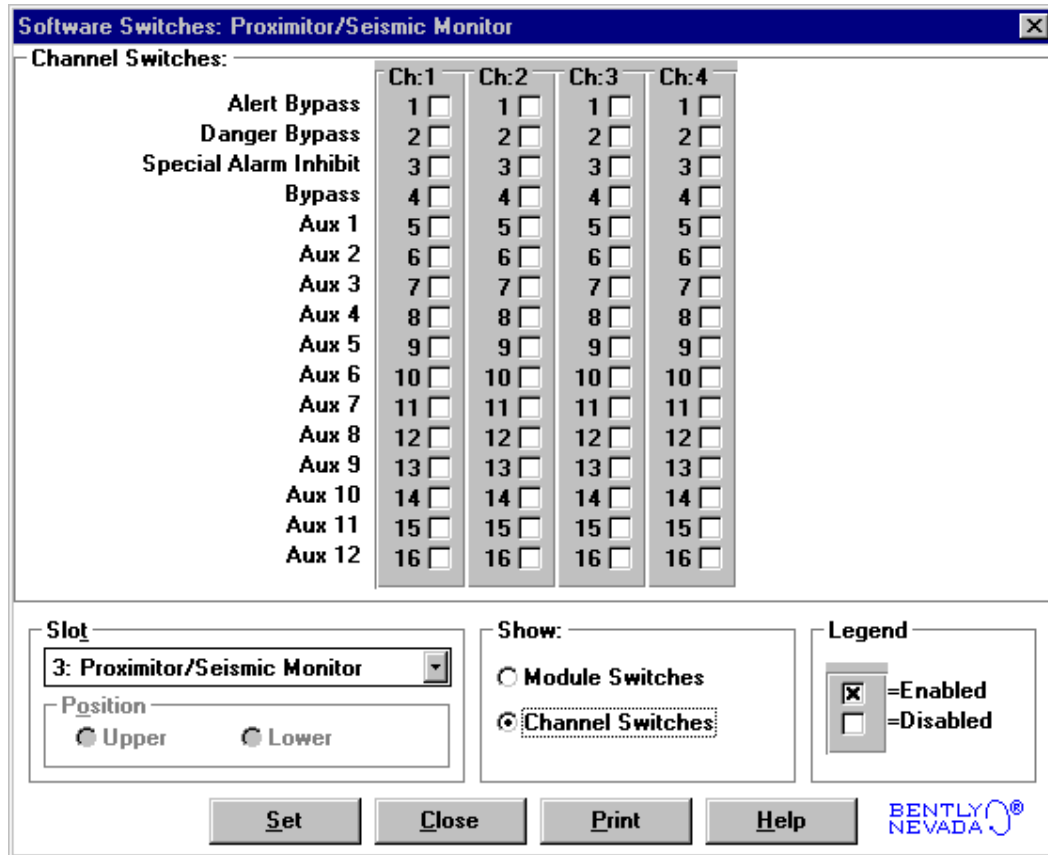 Software Switches: Proximitor/Seismic Monitor
Channel Switches:
Ch:1 Ch:2 Ch:3 Ch:4
Alert Bypass 1 1 1 1
Danger Bypass 2 2 2 2
Special Alarm Inhibit 3 3 3 3
Bypass 4 4 4 4
Aux 1 5 5 5 5
Aux 2 6 6 6 6
Aux 3 7 7 7 7
Aux 4 8 8 8 8
Aux 5 9 9 9 9
Aux 6 10 10 10 10
Aux 7 11 11 11 11
Aux 8 12 12 12 12
Aux 9 13 13 13 13
Aux 10 14 14 14 14
Aux 11 15 15 15 15
Aux 12 16 16 16 16
Slot
3: Proximitor/Seismic Monitor
Position
Upper Lower
Show:
Module Switches
Channel Switches
Legend
=Enabled
=Disabled
Set Close Print Help
BENTLY ®
NEVADA